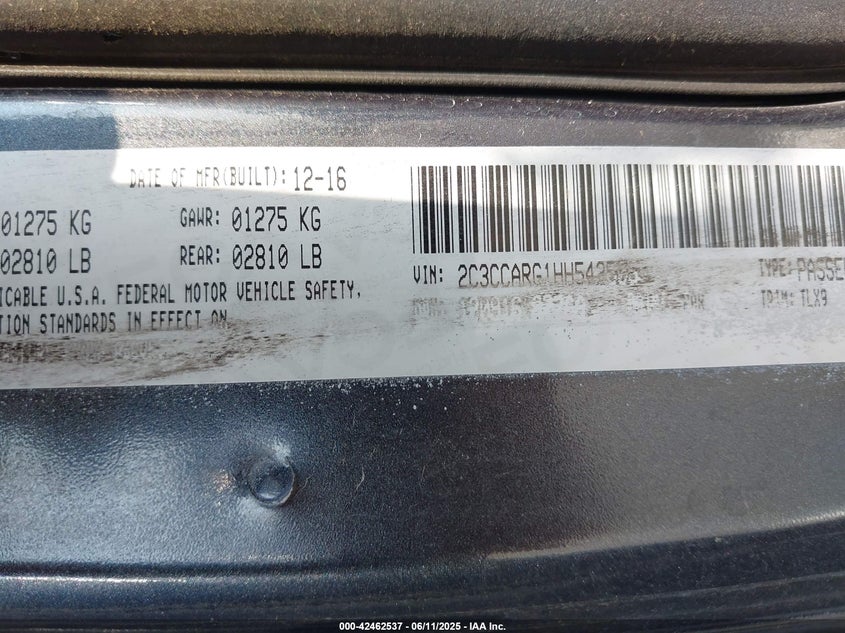 DATE OF MFR(BUILT): 12-16
01275 KG GAWR: 01275 KG
02810 LB REAR: 02810 LB
VIN: TYPE: PASSE
TRIM: TLX9
ICABLE U.S.A. FEDERAL MOTOR VEHICLE SAFETY,
TION STANDARDS IN EFFECT ON
000-42462537 - 06/11/2025 - IAA Inc.